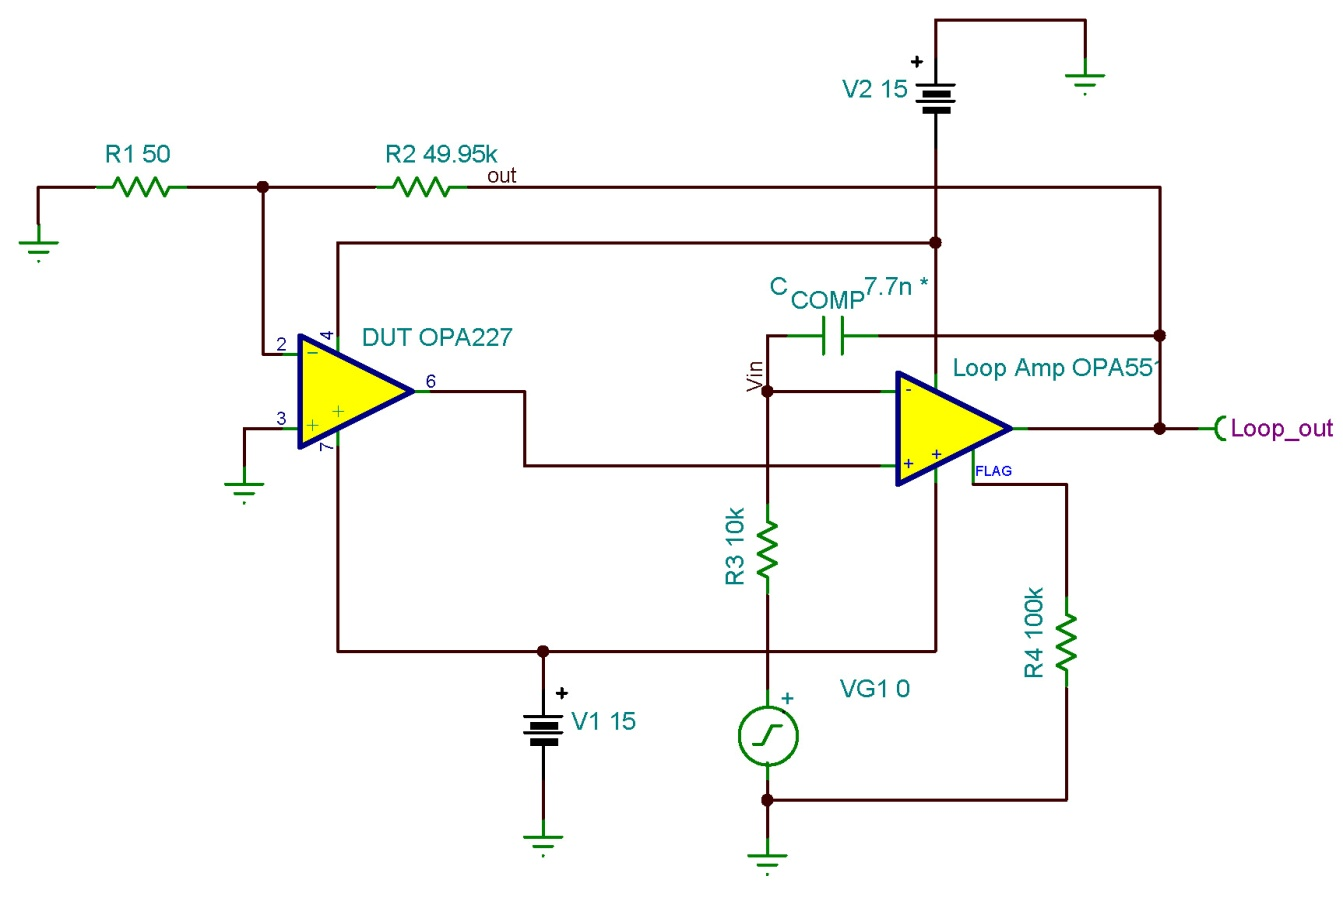 V2 15
+
R1 50
R2 49.95k
out
C COMP 7.7n *
DUT OPA227
2
4
−
6
3
+
+
7
Vin
Loop Amp OPA551
-
+
+
FLAG
Loop_out
R3 10k
R4 100k
VG1 0
+
+
V1 15